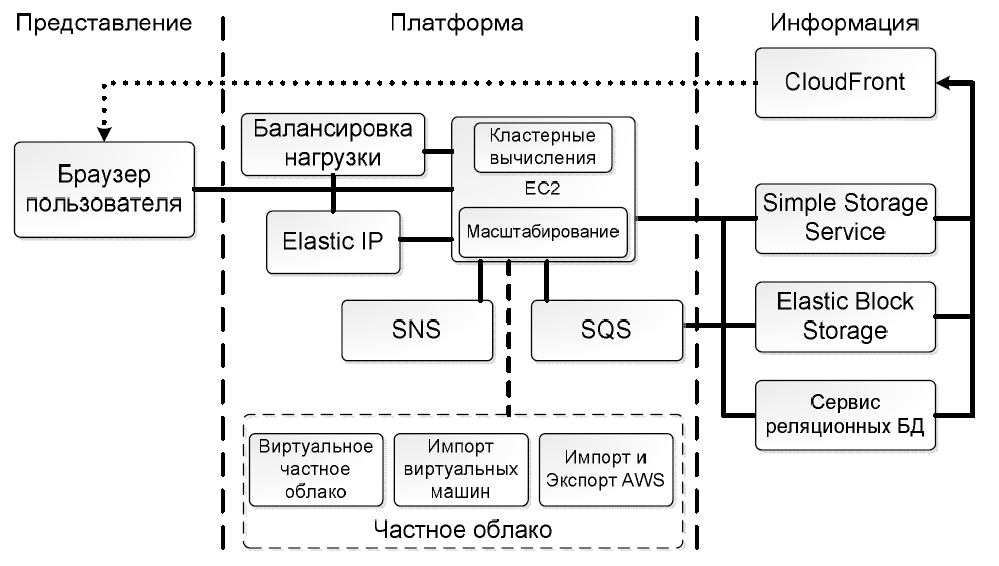 Представление
Платформа
Информация
CloudFront
Балансировка
нагрузки
Кластерные
вычисления
EC2
Масштабирование
Браузер
пользователя
Elastic IP
Simple Storage
Service
SNS
SQS
Elastic Block
Storage
Сервис
реляционных БД
Виртуальное
частное
облако
Импорт
виртуальных
машин
Импорт и
Экспорт AWS
Частное облако